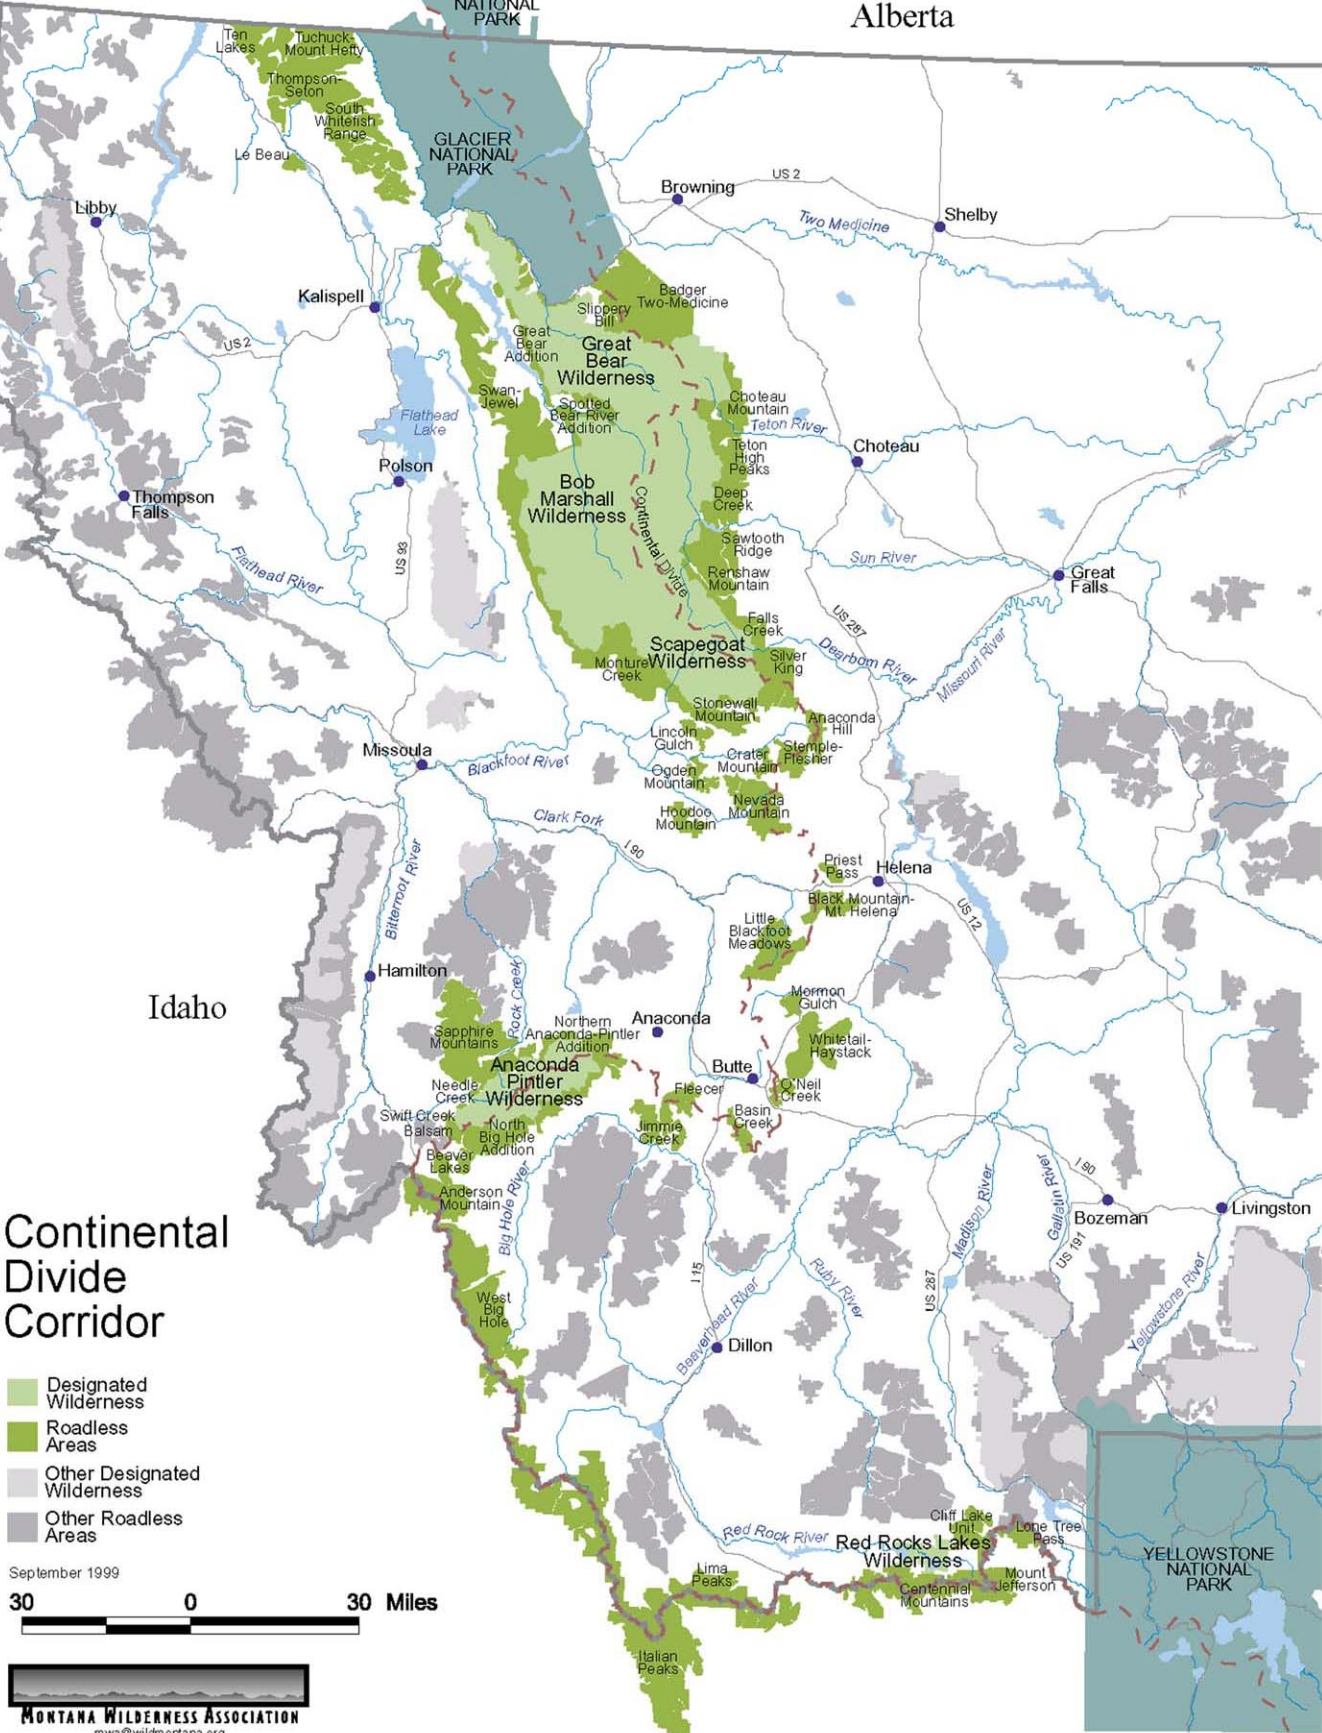 NATIONAL
PARK
Alberta
Ten
Lakes
Tuchuck-
Mount Hefty
Thompson-
Seton
South
Whitefish
Range
Le Beau
GLACIER
NATIONAL
PARK
Browning
US 2
Shelby
Two Medicine
Libby
Kalispell
US 2
Badger
Two-Medicine
Slippery
Bill
Great
Bear
Addition
Great
Bear
Wilderness
Swan-
Jewel
Spotted
Bear River
Addition
Choteau
Mountain
Teton River
Flathead
Lake
Polson
Teton
High
Peaks
Choteau
Thompson
Falls
Bob
Marshall
Wilderness
Continental Divide
Deep
Creek
Sawtooth
Ridge
Sun River
US 93
Flathead River
Renshaw
Mountain
Great
Falls
Falls
Creek
US 287
Scapegoat
Wilderness
Silver
King
Dearborn River
Missouri River
Monture
Creek
Stonewall
Mountain
Anaconda
Hill
Lincoln
Gulch
Crater
Mountain
Stemple-
Flesher
Missoula
Blackfoot River
Ogden
Mountain
Nevada
Mountain
Hoodoo
Mountain
Clark Fork
I 90
Priest
Pass
Helena
Bitterroot River
Black Mountain-
Mt. Helena
US 12
Little
Blackfoot
Meadows
Hamilton
Rock Creek
Mormon
Gulch
Idaho
Sapphire
Mountains
Northern
Anaconda-Pintler
Addition
Anaconda
Whitetail-
Haystack
Anaconda
Pintler
Wilderness
Butte
Needle
Creek
Fleecer
O'Neil
Creek
Swift Creek
Balsam
North
Big Hole
Addition
Jimmie
Creek
Basin
Creek
Beaver
Lakes
Anderson
Mountain
Big Hole River
Madison River
Gallatin River
I 90
Bozeman
Livingston
US 191
Continental
Divide
Corridor
West
Big
Hole
I 15
Beaverhead River
Ruby River
US 287
Yellowstone River
Dillon
Designated
Wilderness
Roadless
Areas
Other Designated
Wilderness
Other Roadless
Areas
Cliff Lake
Unit
Lone Tree
Pass
Red Rock River
Red Rocks Lakes
Wilderness
YELLOWSTONE
NATIONAL
PARK
Lima
Peaks
Centennial
Mountains
Mount
Jefferson
September 1999
30 0 30 Miles
Italian
Peaks
MONTANA WILDERNESS ASSOCIATION
mwa@wildmontana.org